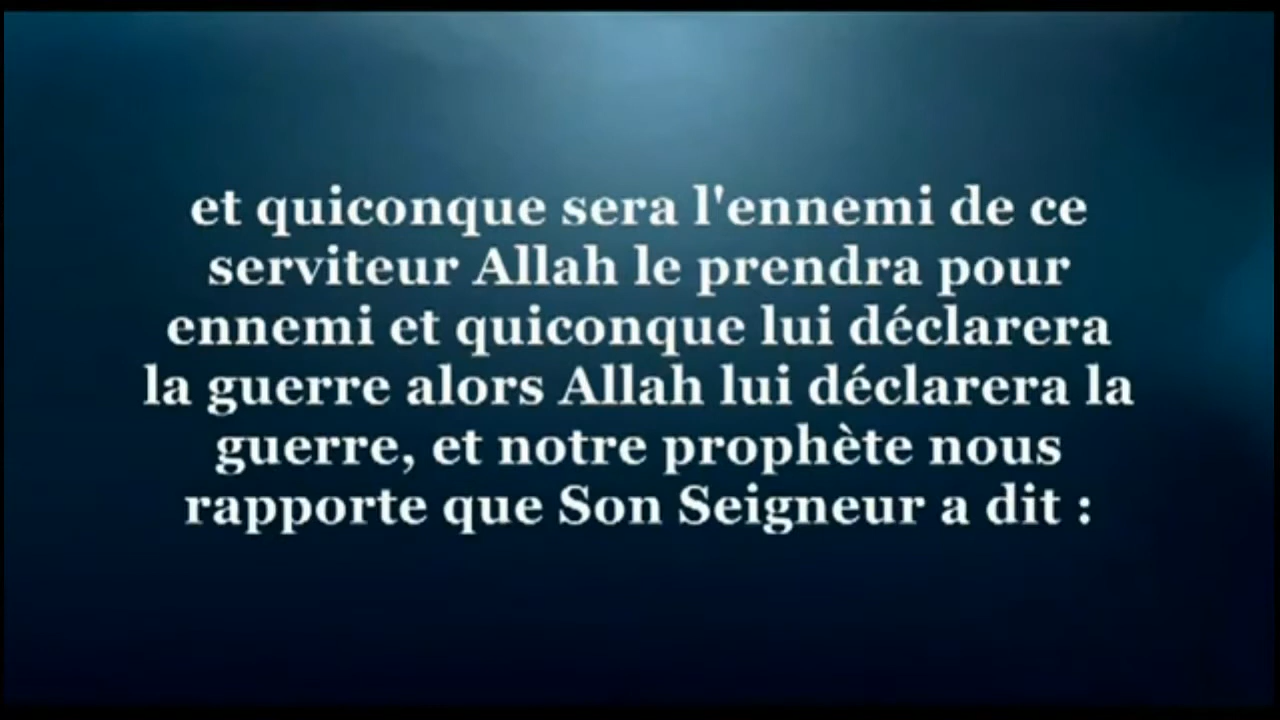 et quiconque sera l'ennemi de ce
serviteur Allah le prendra pour
ennemi et quiconque lui déclarera
la guerre alors Allah lui déclarera la
guerre, et notre prophète nous
rapporte que Son Seigneur a dit :